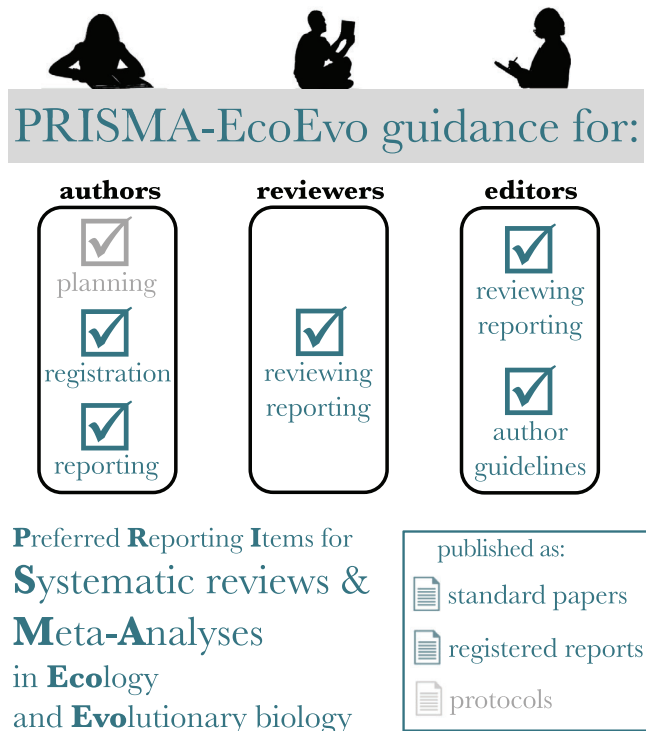 PRISMA-EcoEvo guidance for:
authors
planning
registration
reporting
reviewers
reviewing
reporting
editors
reviewing
reporting
author
guidelines
Preferred Reporting Items for
Systematic reviews &
Meta-Analyses
in Ecology
and Evolutionary biology
published as:
standard papers
registered reports
protocols